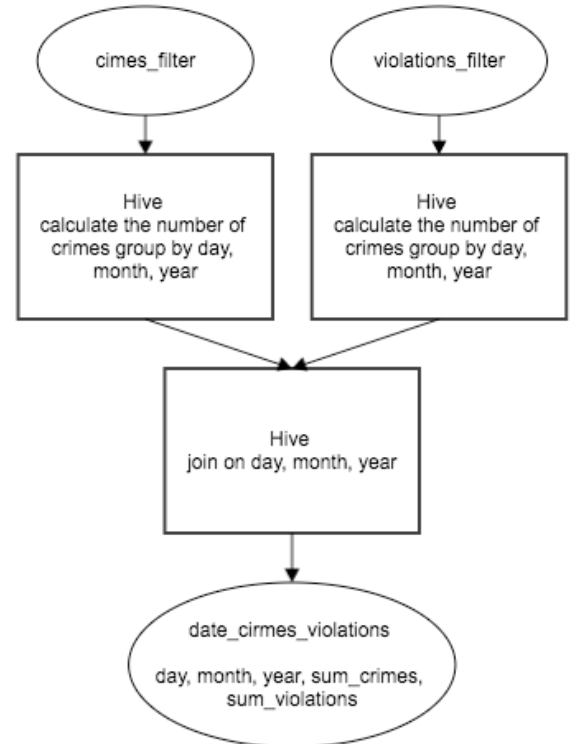 cimes_filter
violations_filter
Hive
calculate the number of
crimes group by day,
month, year
Hive
calculate the number of
crimes group by day,
month, year
Hive
join on day, month, year
date_cirmes_violations
day, month, year, sum_crimes,
sum_violations